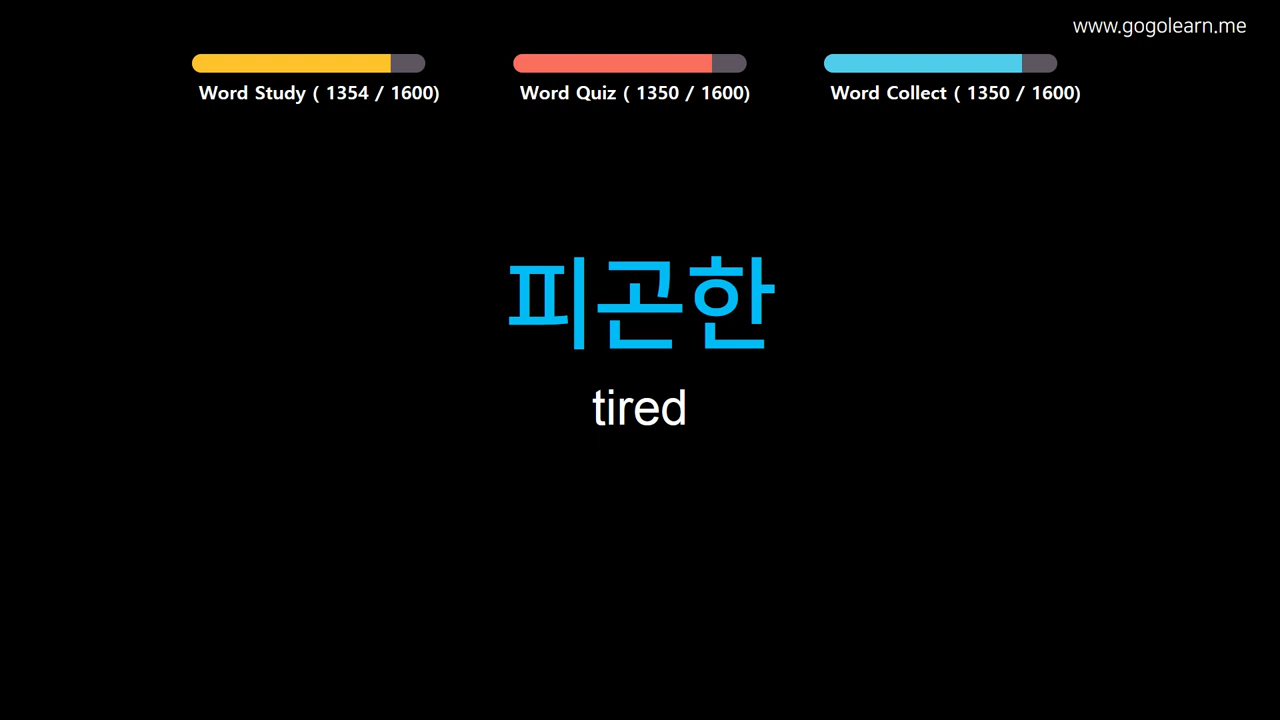 www.gogolearn.me
Word Study ( 1354 / 1600)
Word Quiz ( 1350 / 1600)
Word Collect ( 1350 / 1600)
피곤한
tired